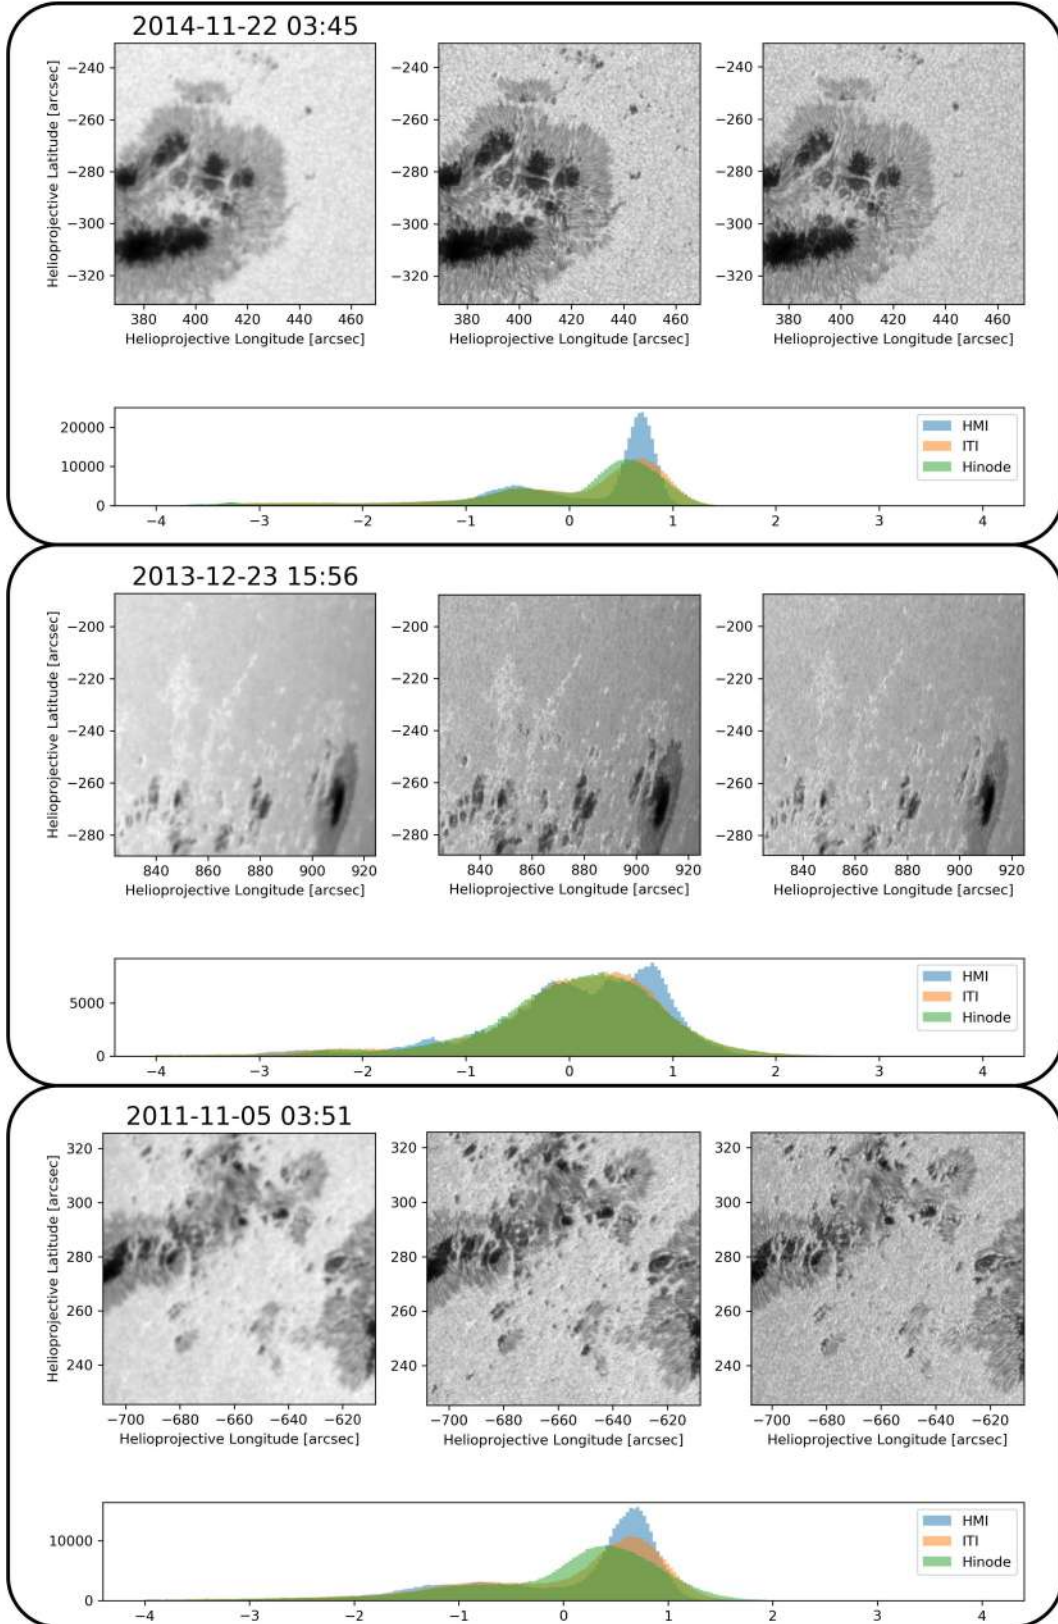 2014-11-22 03:45
Helioprojective Latitude [arcsec]
−240
−260
−280
−300
−320
−240
−260
−280
−300
−320
−240
−260
−280
−300
−320
380 400 420 440 460
380 400 420 440 460
380 400 420 440 460
Helioprojective Longitude [arcsec]
Helioprojective Longitude [arcsec]
Helioprojective Longitude [arcsec]
20000
10000
0
HMI
ITI
Hinode
−4 −3 −2 −1 0 1 2 3 4
2013-12-23 15:56
Helioprojective Latitude [arcsec]
−200
−220
−240
−260
−280
−200
−220
−240
−260
−280
−200
−220
−240
−260
−280
840 860 880 900 920
840 860 880 900 920
840 860 880 900 920
Helioprojective Longitude [arcsec]
Helioprojective Longitude [arcsec]
Helioprojective Longitude [arcsec]
5000
0
HMI
ITI
Hinode
−4 −3 −2 −1 0 1 2 3 4
2011-11-05 03:51
Helioprojective Latitude [arcsec]
320
300
280
260
240
320
300
280
260
240
320
300
280
260
240
−700 −680 −660 −640 −620
−700 −680 −660 −640 −620
−700 −680 −660 −640 −620
Helioprojective Longitude [arcsec]
Helioprojective Longitude [arcsec]
Helioprojective Longitude [arcsec]
10000
0
HMI
ITI
Hinode
−4 −3 −2 −1 0 1 2 3 4